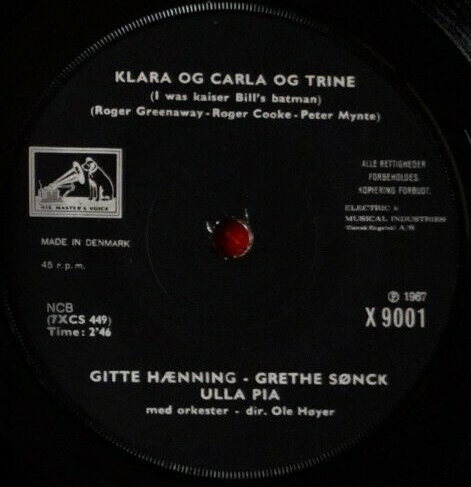 KLARA OG CARLA OG TRINE
(I was kaiser Bill's batman)
(Roger Greenaway - Roger Cooke - Peter Mynte)
HIS MASTER'S VOICE
ALLE RETTIGHEDER
FORBEHOLDES.
KOPIERING FORBUDT.
ELECTRIC &
MUSICAL INDUSTRIES
(Dansk-Engelsk) A/S
MADE IN DENMARK
45 r.p.m.
NCB
(7XCS 449)
Time: 2'46
℗ 1967
X 9001
GITTE HÆNNING - GRETHE SØNCK
ULLA PIA
med orkester - dir. Ole Høyer